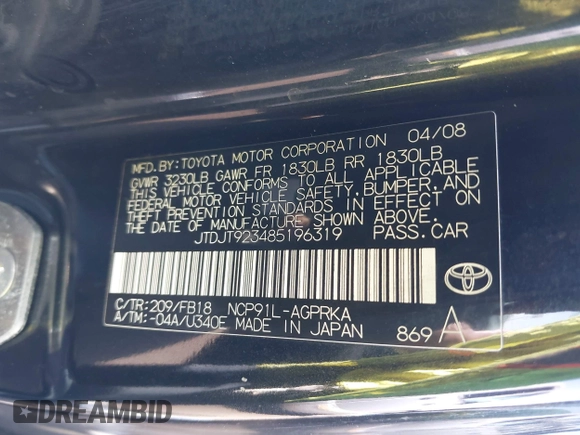 MFD.BY:TOYOTA MOTOR CORPORATION 04/08
GVWR 3230LB GAWR FR 1830LB RR 1830LB
THIS VEHICLE CONFORMS TO ALL APPLICABLE
FEDERAL MOTOR VEHICLE SAFETY,BUMPER,AND
THEFT PREVENTION STANDARDS IN EFFECT ON
THE DATE OF MANUFACTURE SHOWN ABOVE.
JTDJT923485196319 PASS.CAR
C/TR:209/FB18 NCP91L-AGPRKA
A/TM:-04A/U340E MADE IN JAPAN 869 A
DREAMBID